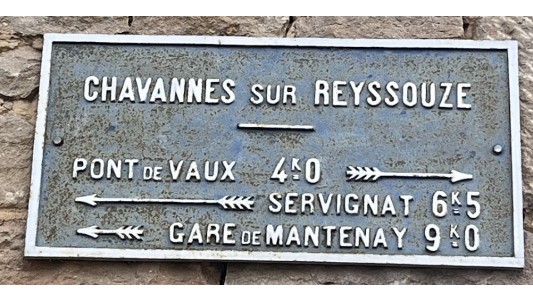 CHAVANNES SUR REYSSOUZE
PONT DE VAUX 4K0
SERVIGNAT 6K5
GARE DE MANTENAY 9K0